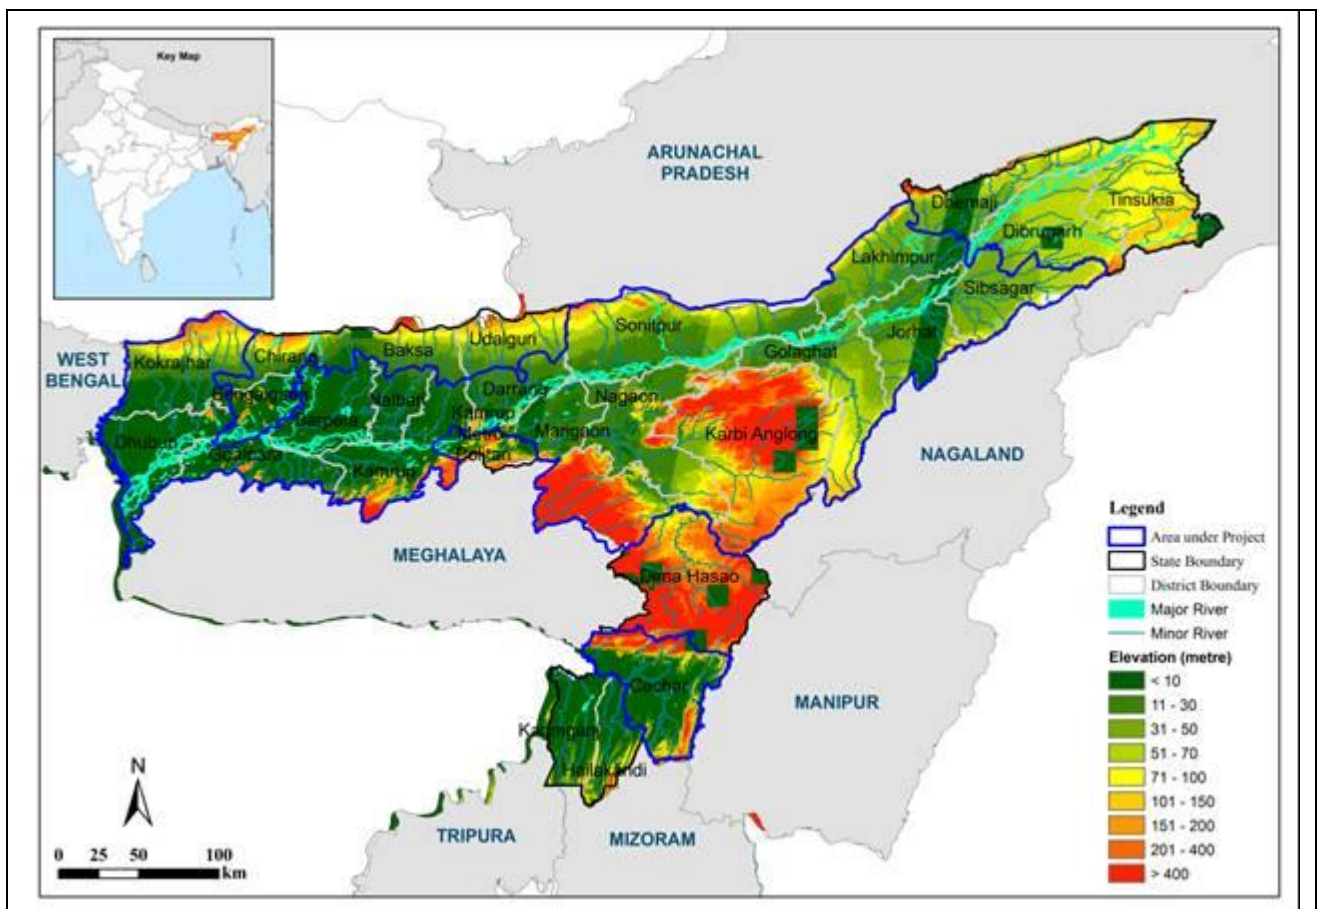 Key Map
ARUNACHAL
PRADESH
Dhemaji
Tinsukia
Dibrugarh
Lakhimpur
Sibsagar
Sonitpur
Jorhat
Udalguri
Golaghat
Baksa
Chirang
Kokrajhar
WEST
BENGAL
Darrang
Nagaon
Bongaigaon
Nalbari
Barpeta
Kamrup
Metro
Marigaon
Karbi Anglong
Dhuburi
Goalpara
Kamrup
NAGALAND
MEGHALAYA
Dima Hasao
Cachar
MANIPUR
Karimganj
Hailakandi
TRIPURA
MIZORAM
N
0 25 50 100
km
Legend
Area under Project
State Boundary
District Boundary
Major River
Minor River
Elevation (metre)
< 10
11 - 30
31 - 50
51 - 70
71 - 100
101 - 150
151 - 200
201 - 400
> 400